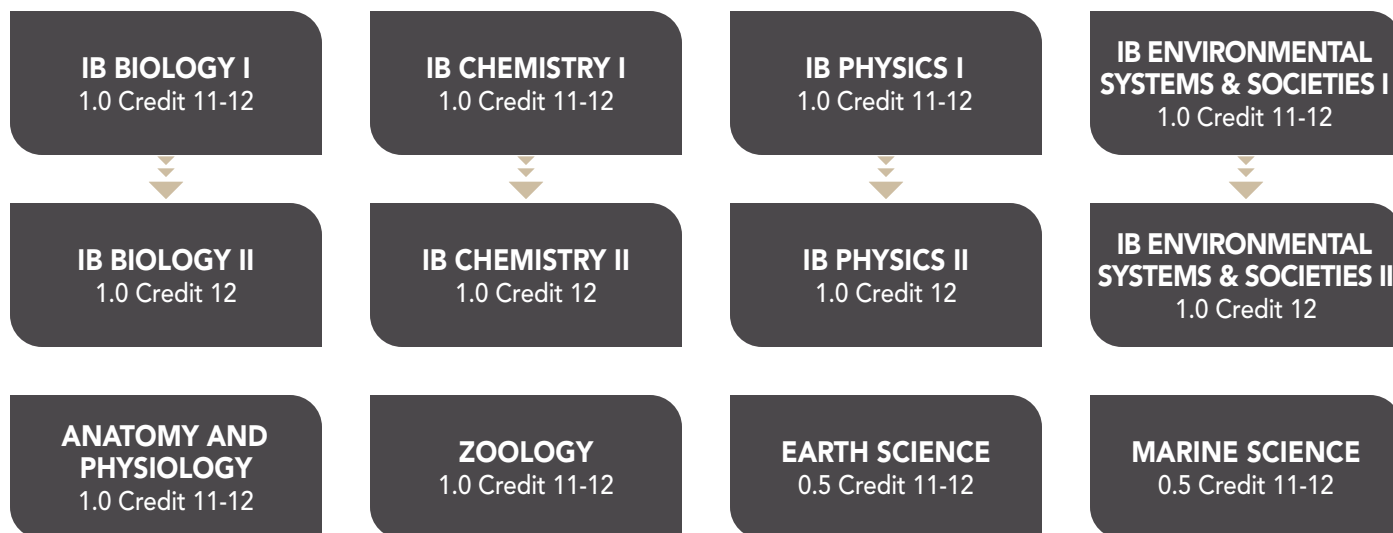 IB BIOLOGY I
1.0 Credit 11-12
IB CHEMISTRY I
1.0 Credit 11-12
IB PHYSICS I
1.0 Credit 11-12
IB ENVIRONMENTAL
SYSTEMS & SOCIETIES I
1.0 Credit 11-12
IB BIOLOGY II
1.0 Credit 12
IB CHEMISTRY II
1.0 Credit 12
IB PHYSICS II
1.0 Credit 12
IB ENVIRONMENTAL
SYSTEMS & SOCIETIES II
1.0 Credit 12
ANATOMY AND
PHYSIOLOGY
1.0 Credit 11-12
ZOOLOGY
1.0 Credit 11-12
EARTH SCIENCE
0.5 Credit 11-12
MARINE SCIENCE
0.5 Credit 11-12